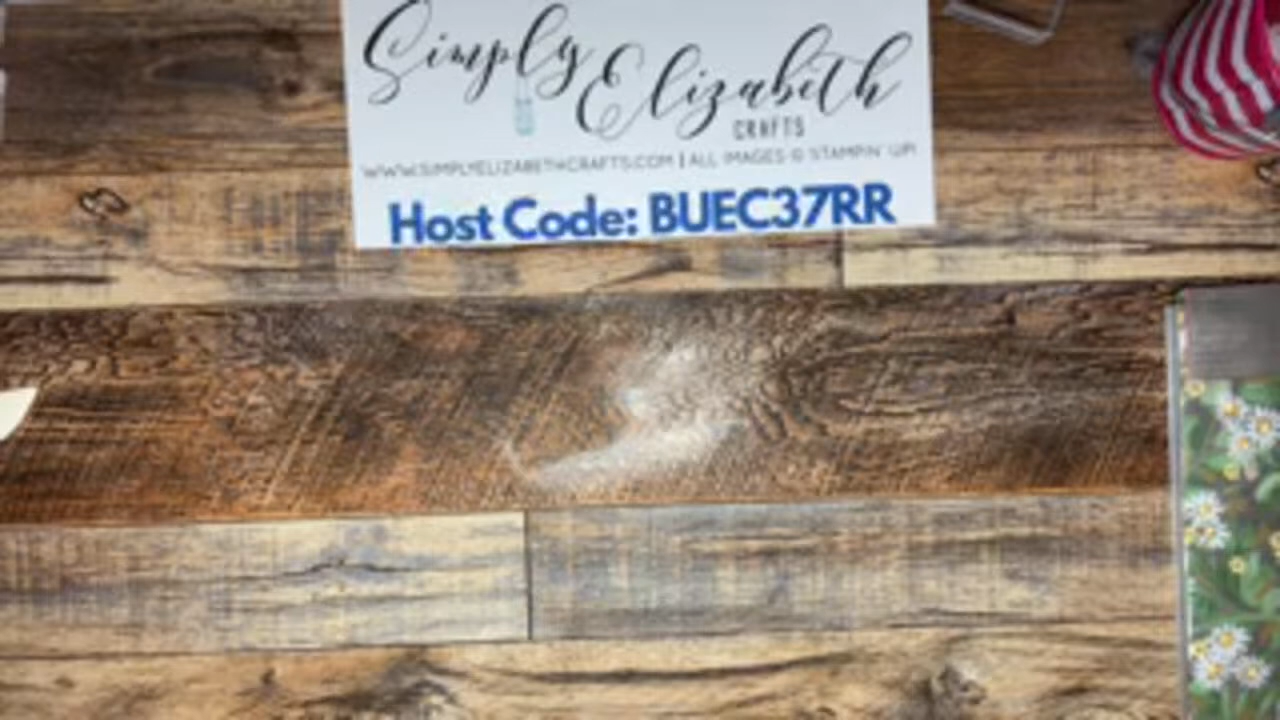 Simply Elizabeth
CRAFTS
WWW.SIMPLYELIZABETHCRAFTS.COM | ALL IMAGES © STAMPIN' UP!
Host Code: BUEC37RR